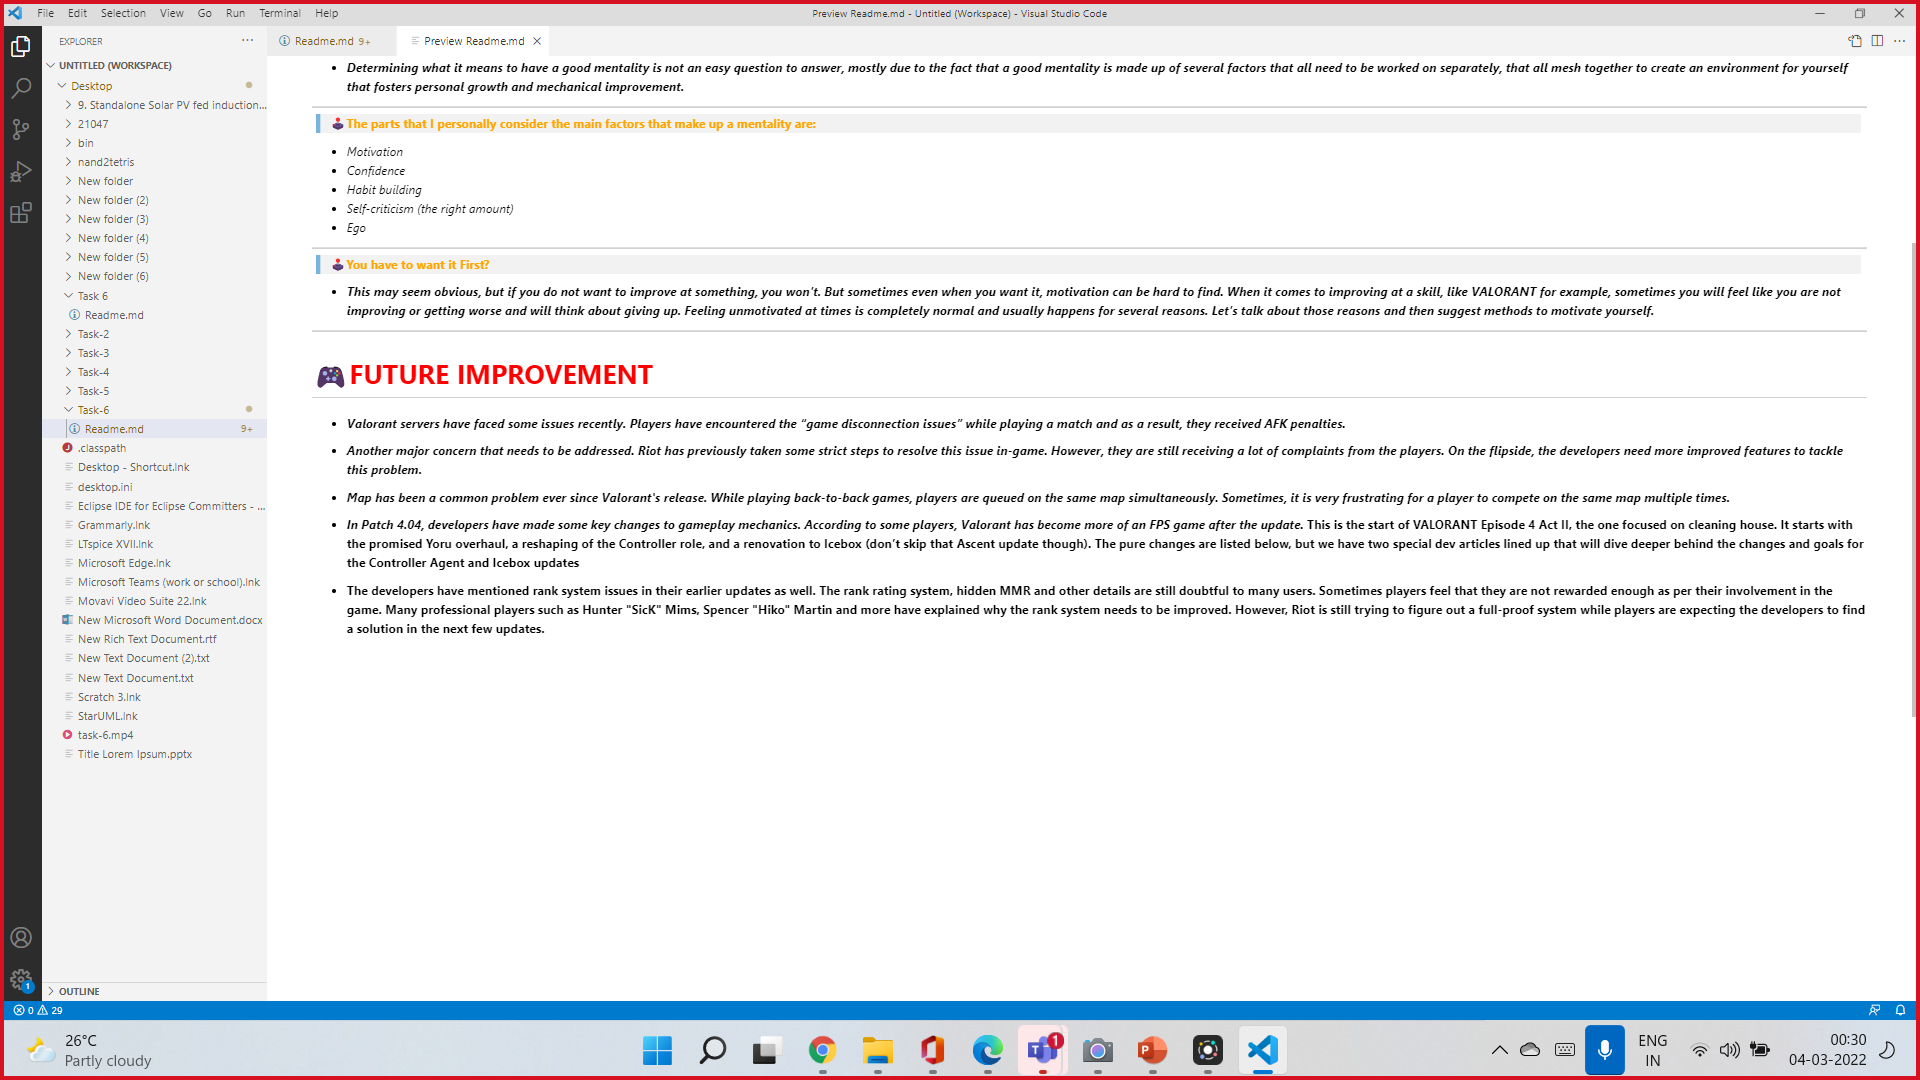 File Edit Selection View Go Run Terminal Help
Preview Readme.md - Untitled (Workspace) - Visual Studio Code
EXPLORER
Readme.md 9+
Preview Readme.md
UNTITLED (WORKSPACE)
Desktop
9. Standalone Solar PV fed induction...
21047
bin
nand2tetris
New folder
New folder (2)
New folder (3)
New folder (4)
New folder (5)
New folder (6)
Task 6
Readme.md
Task-2
Task-3
Task-4
Task-5
Task-6
Readme.md 9+
.classpath
Desktop - Shortcut.lnk
desktop.ini
Eclipse IDE for Eclipse Committers - ...
Grammarly.lnk
LTspice XVII.lnk
Microsoft Edge.lnk
Microsoft Teams (work or school).lnk
Movavi Video Suite 22.lnk
New Microsoft Word Document.docx
New Rich Text Document.rtf
New Text Document (2).txt
New Text Document.txt
Scratch 3.lnk
StarUML.lnk
task-6.mp4
Title Lorem Ipsum.pptx
OUTLINE
Determining what it means to have a good mentality is not an easy question to answer, mostly due to the fact that a good mentality is made up of several factors that all need to be worked on separately, that all mesh together to create an environment for yourself
that fosters personal growth and mechanical improvement.
The parts that I personally consider the main factors that make up a mentality are:
Motivation
Confidence
Habit building
Self-criticism (the right amount)
Ego
You have to want it First?
This may seem obvious, but if you do not want to improve at something, you won't. But sometimes even when you want it, motivation can be hard to find. When it comes to improving at a skill, like VALORANT for example, sometimes you will feel like you are not
improving or getting worse and will think about giving up. Feeling unmotivated at times is completely normal and usually happens for several reasons. Let's talk about those reasons and then suggest methods to motivate yourself.
FUTURE IMPROVEMENT
Valorant servers have faced some issues recently. Players have encountered the “game disconnection issues” while playing a match and as a result, they received AFK penalties.
Another major concern that needs to be addressed. Riot has previously taken some strict steps to resolve this issue in-game. However, they are still receiving a lot of complaints from the players. On the flipside, the developers need more improved features to tackle
this problem.
Map has been a common problem ever since Valorant's release. While playing back-to-back games, players are queued on the same map simultaneously. Sometimes, it is very frustrating for a player to compete on the same map multiple times.
In Patch 4.04, developers have made some key changes to gameplay mechanics. According to some players, Valorant has become more of an FPS game after the update. This is the start of VALORANT Episode 4 Act II, the one focused on cleaning house. It starts with
the promised Yoru overhaul, a reshaping of the Controller role, and a renovation to Icebox (don't skip that Ascent update though). The pure changes are listed below, but we have two special dev articles lined up that will dive deeper behind the changes and goals for
the Controller Agent and Icebox updates
The developers have mentioned rank system issues in their earlier updates as well. The rank rating system, hidden MMR and other details are still doubtful to many users. Sometimes players feel that they are not rewarded enough as per their involvement in the
game. Many professional players such as Hunter "SicK" Mims, Spencer "Hiko" Martin and more have explained why the rank system needs to be improved. However, Riot is still trying to figure out a full-proof system while players are expecting the developers to find
a solution in the next few updates.
1
0 29
26°C
Partly cloudy
1
ENG
IN
00:30
04-03-2022